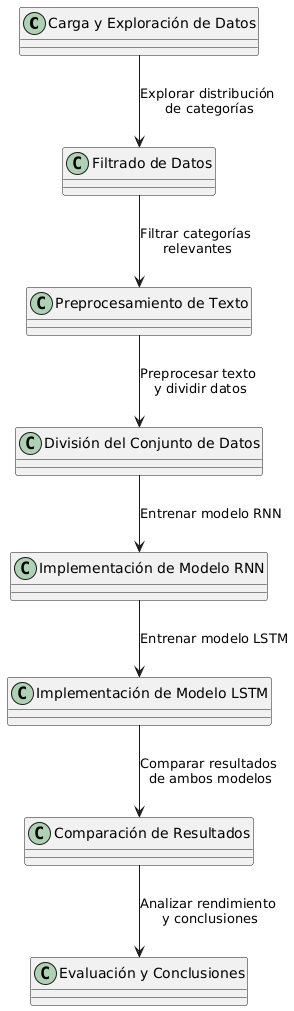 C Carga y Exploración de Datos
Explorar distribución
de categorías
C Filtrado de Datos
Filtrar categorías
relevantes
C Preprocesamiento de Texto
Preprocesar texto
y dividir datos
C División del Conjunto de Datos
Entrenar modelo RNN
C Implementación de Modelo RNN
Entrenar modelo LSTM
C Implementación de Modelo LSTM
Comparar resultados
de ambos modelos
C Comparación de Resultados
Analizar rendimiento
y conclusiones
C Evaluación y Conclusiones